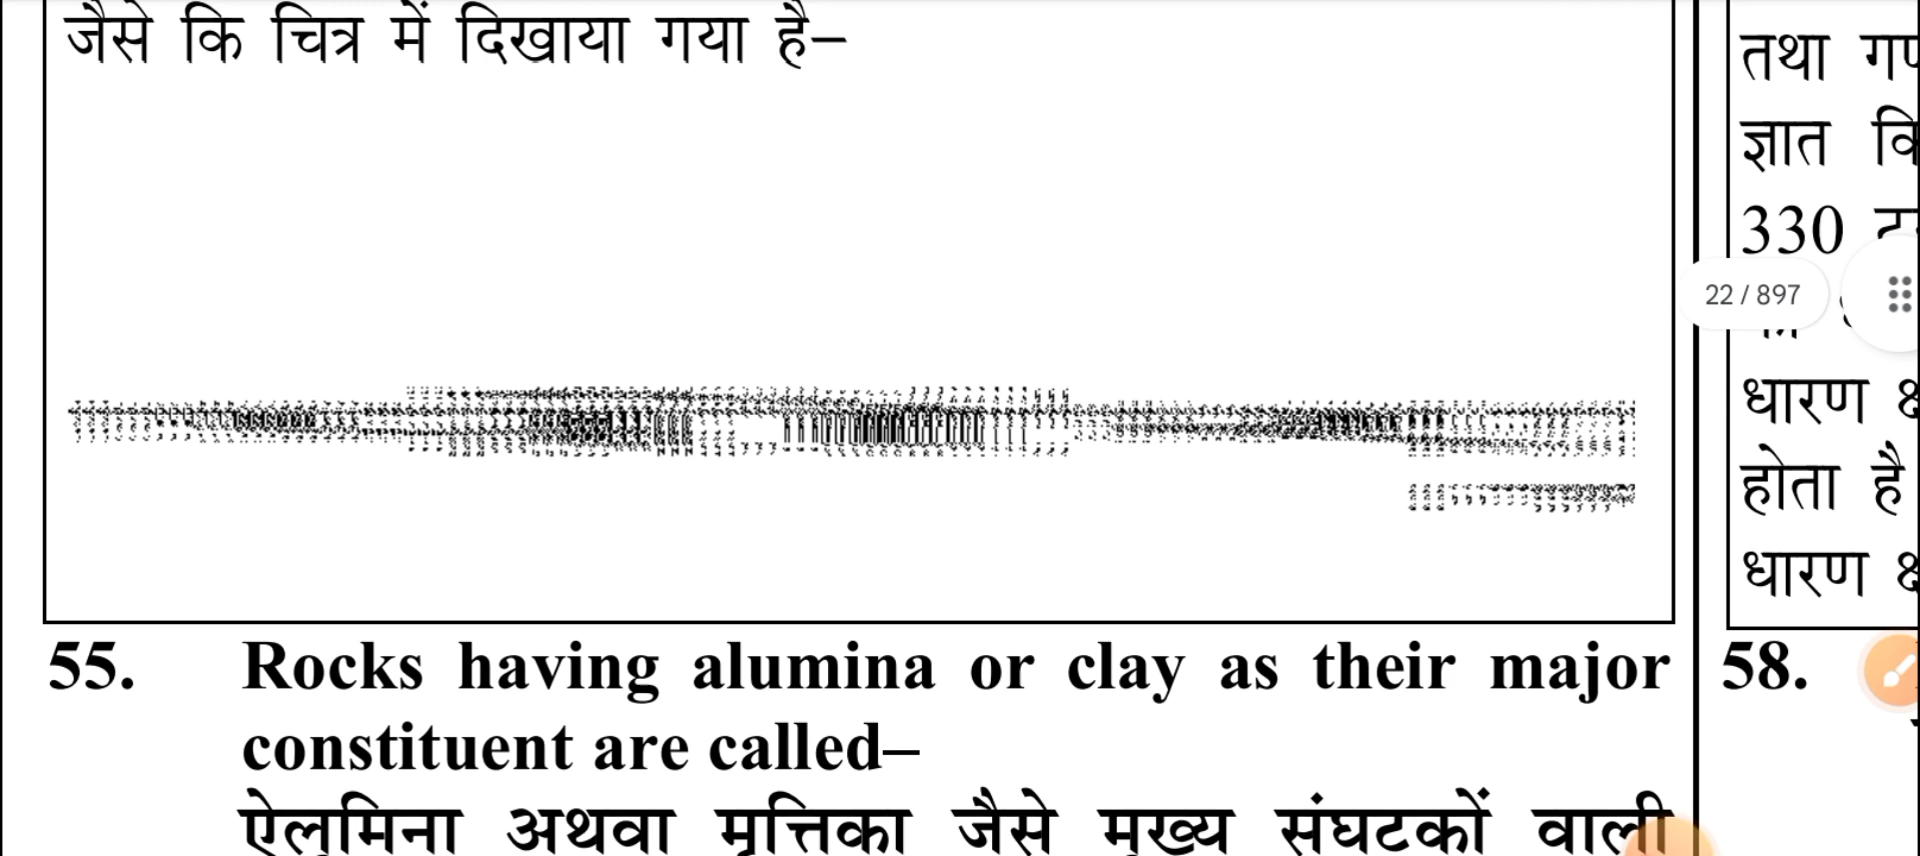 जैसे कि चित्र में दिखाया गया है–
55. Rocks having alumina or clay as their major
constituent are called–
ऐलुमिना अथवा मृत्तिका जैसे मुख्य संघटकों वाली
तथा
ज्ञात
330
22 / 897
धारण
होता है
धारण
58.